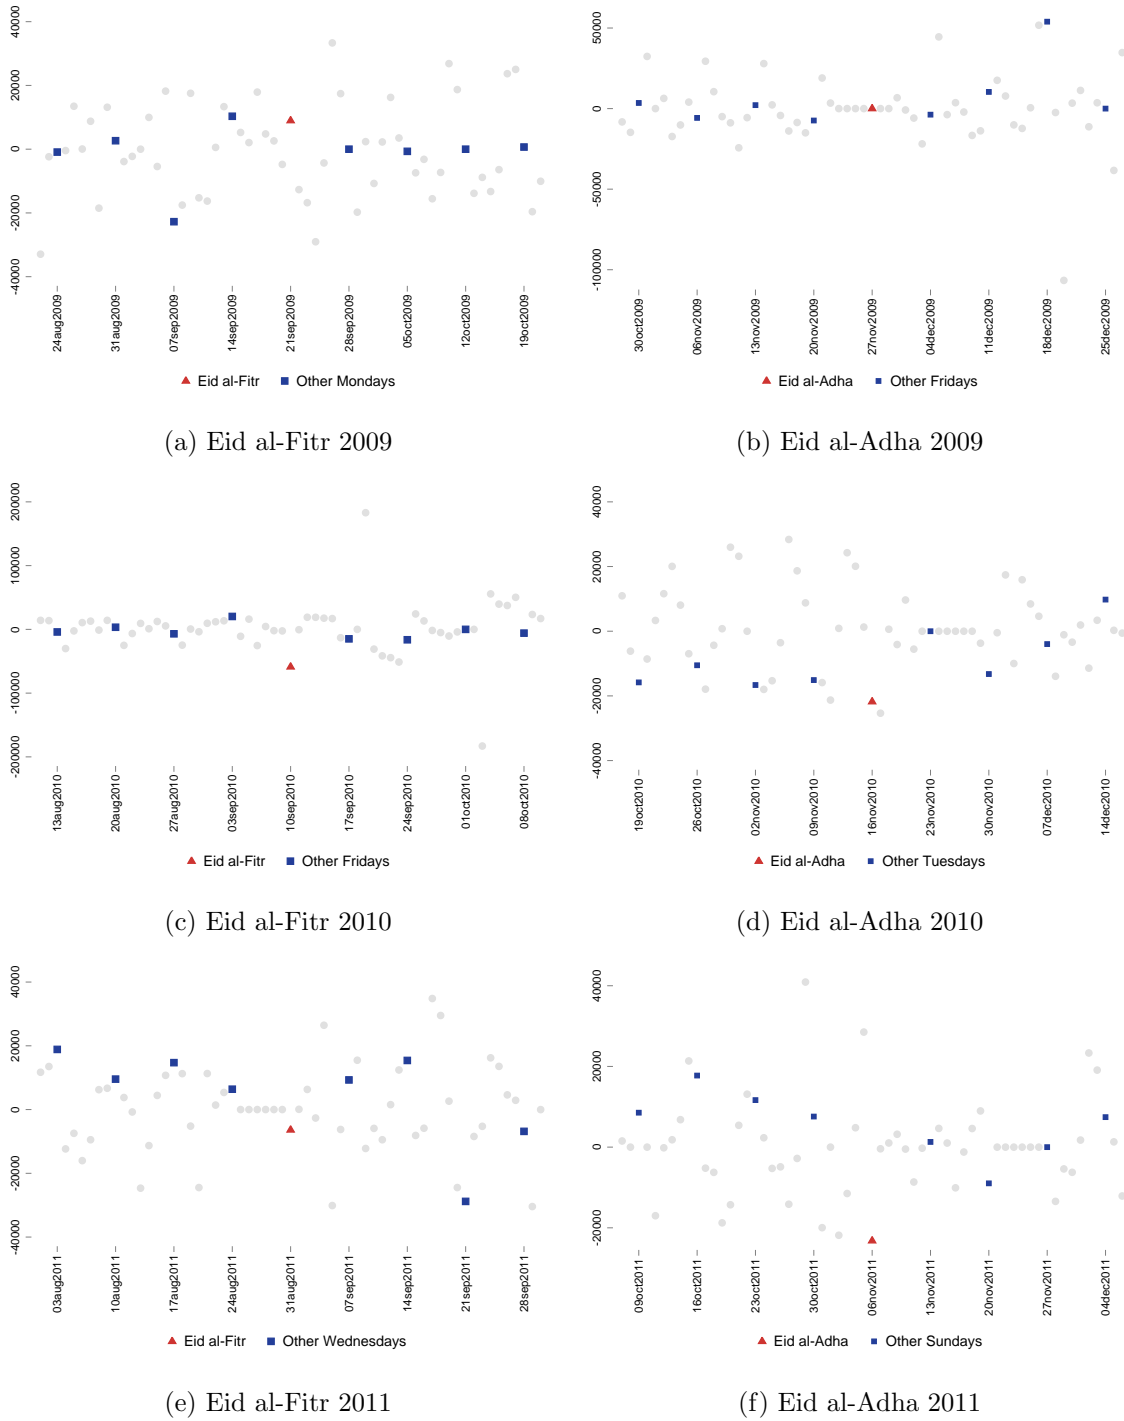 40000
20000
0
-20000
-40000
24aug2009
31aug2009
07sep2009
14sep2009
21sep2009
28sep2009
05oct2009
12oct2009
19oct2009
Eid al-Fitr Other Mondays
(a) Eid al-Fitr 2009
50000
0
-50000
-100000
30oct2009
06nov2009
13nov2009
20nov2009
27nov2009
04dec2009
11dec2009
18dec2009
25dec2009
Eid al-Adha Other Fridays
(b) Eid al-Adha 2009
200000
100000
0
-100000
-200000
13aug2010
20aug2010
27aug2010
03sep2010
10sep2010
17sep2010
24sep2010
01oct2010
08oct2010
Eid al-Fitr Other Fridays
(c) Eid al-Fitr 2010
40000
20000
0
-20000
-40000
19oct2010
26oct2010
02nov2010
09nov2010
16nov2010
23nov2010
30nov2010
07dec2010
14dec2010
Eid al-Adha Other Tuesdays
(d) Eid al-Adha 2010
40000
20000
0
-20000
-40000
03aug2011
10aug2011
17aug2011
24aug2011
31aug2011
07sep2011
14sep2011
21sep2011
28sep2011
Eid al-Fitr Other Wednesdays
(e) Eid al-Fitr 2011
40000
20000
0
-20000
09oct2011
16oct2011
23oct2011
30oct2011
06nov2011
13nov2011
20nov2011
27nov2011
04dec2011
Eid al-Adha Other Sundays
(f) Eid al-Adha 2011